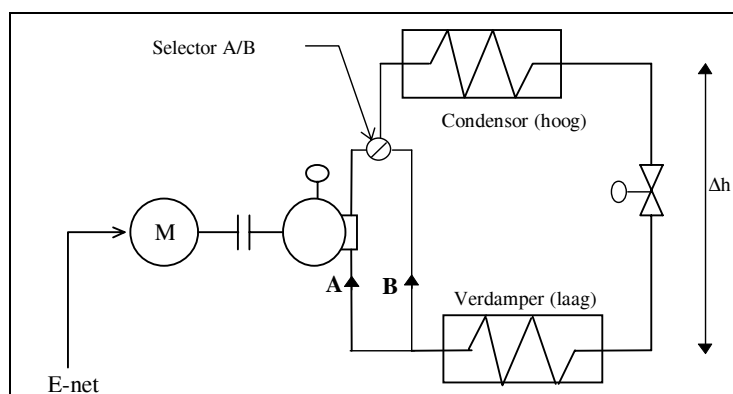 Selector A/B
Condensor (hoog)
Δh
M
A
B
Verdamper (laag)
E-net